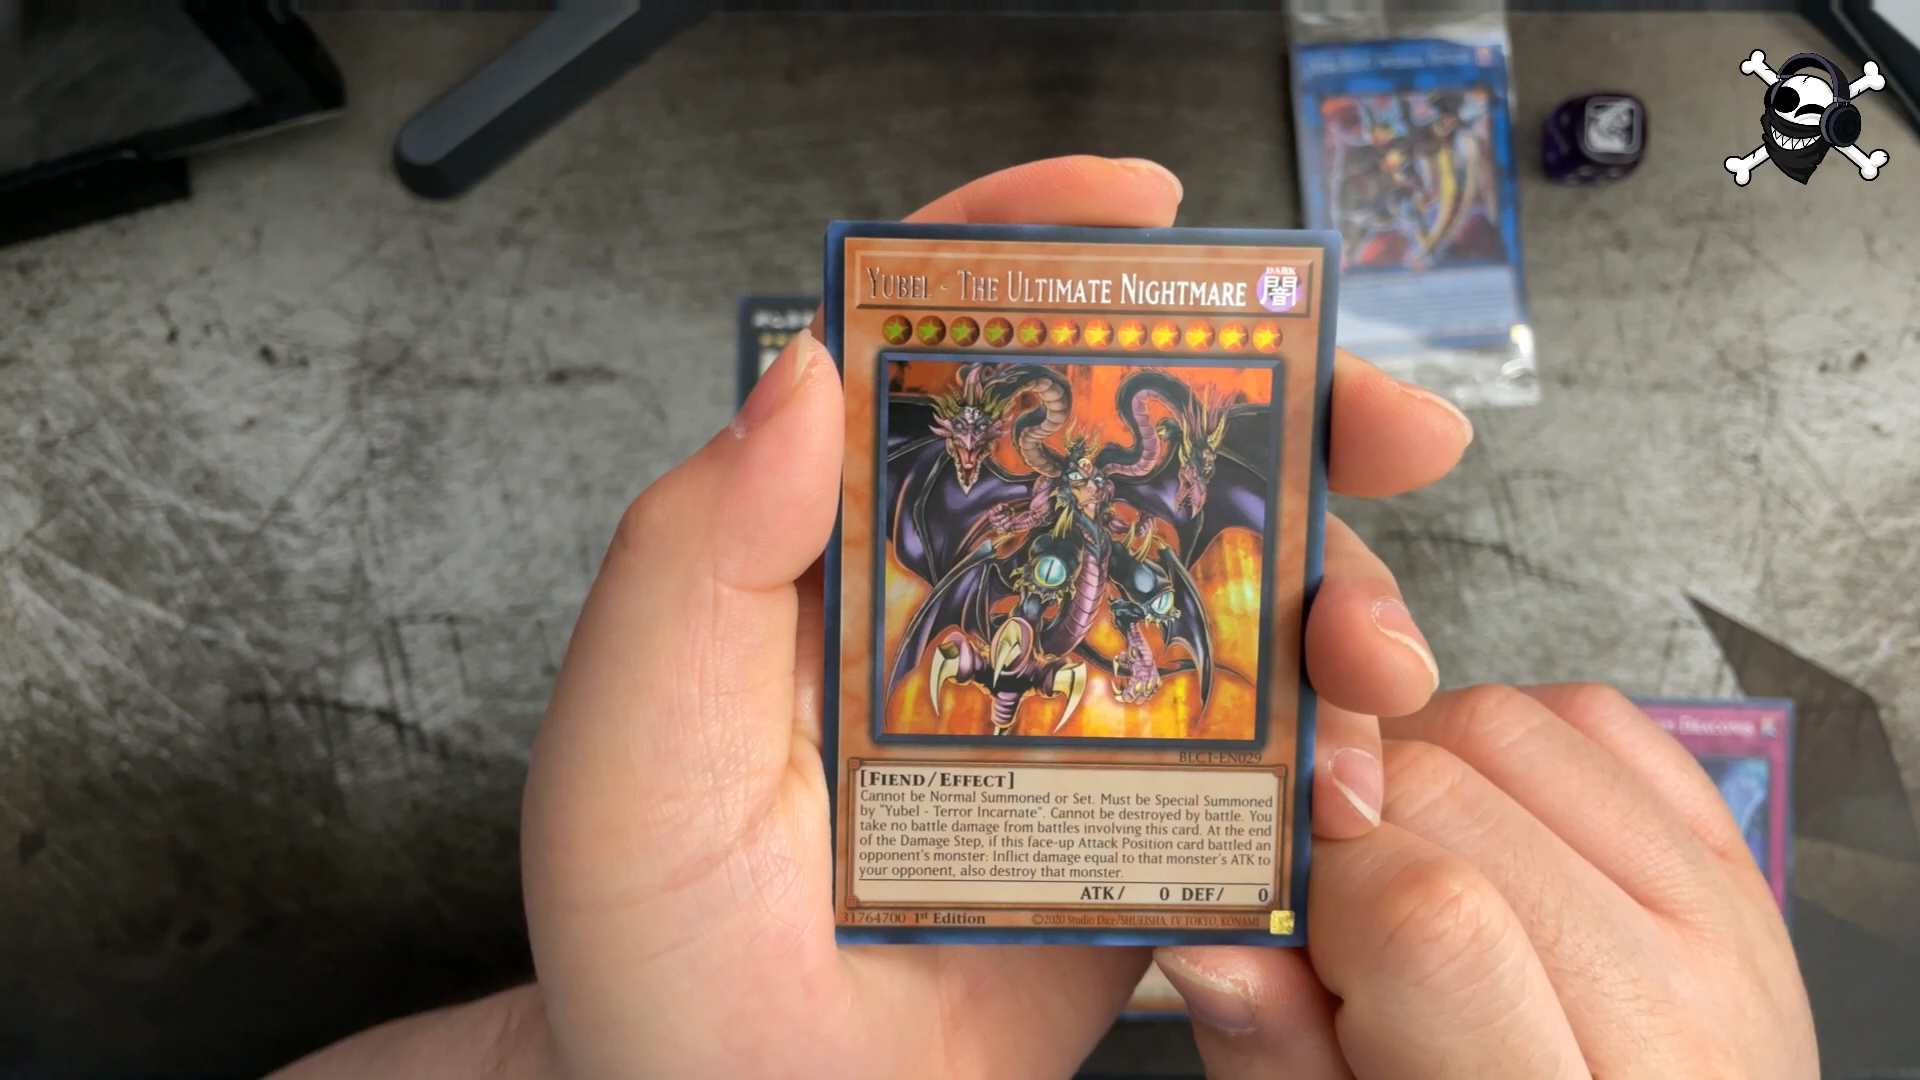 YUBEL - THE ULTIMATE NIGHTMARE
DARK
闇
BLC1-EN029
[FIEND/EFFECT]
Cannot be Normal Summoned or Set. Must be Special Summoned
by "Yubel - Terror Incarnate". Cannot be destroyed by battle. You
take no battle damage from battles involving this card. At the end
of the Damage Step, if this face-up Attack Position card battled an
opponent's monster: Inflict damage equal to that monster's ATK to
your opponent, also destroy that monster.
ATK/ 0 DEF/ 0
31764700 1st Edition ©2020 Studio Dice/SHUEISHA, TV TOKYO, KONAMI